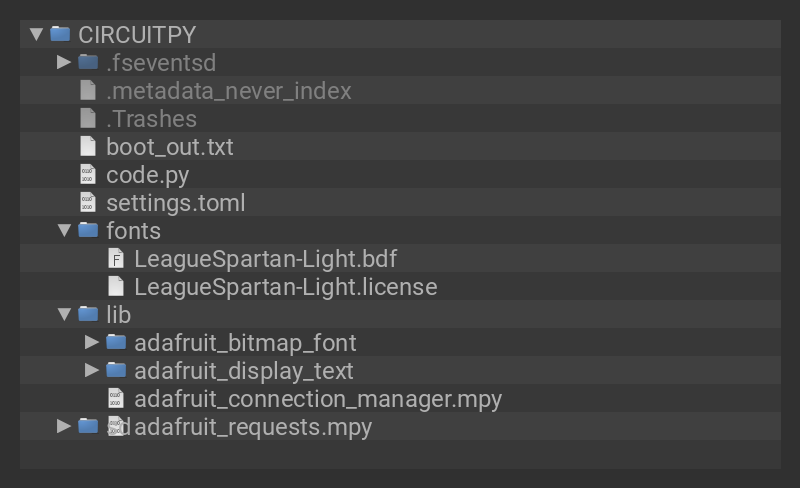 CIRCUITPY
.fseventsd
.metadata_never_index
.Trashes
boot_out.txt
code.py
settings.toml
fonts
LeagueSpartan-Light.bdf
LeagueSpartan-Light.license
lib
adafruit_bitmap_font
adafruit_display_text
adafruit_connection_manager.mpy
adafruit_requests.mpy